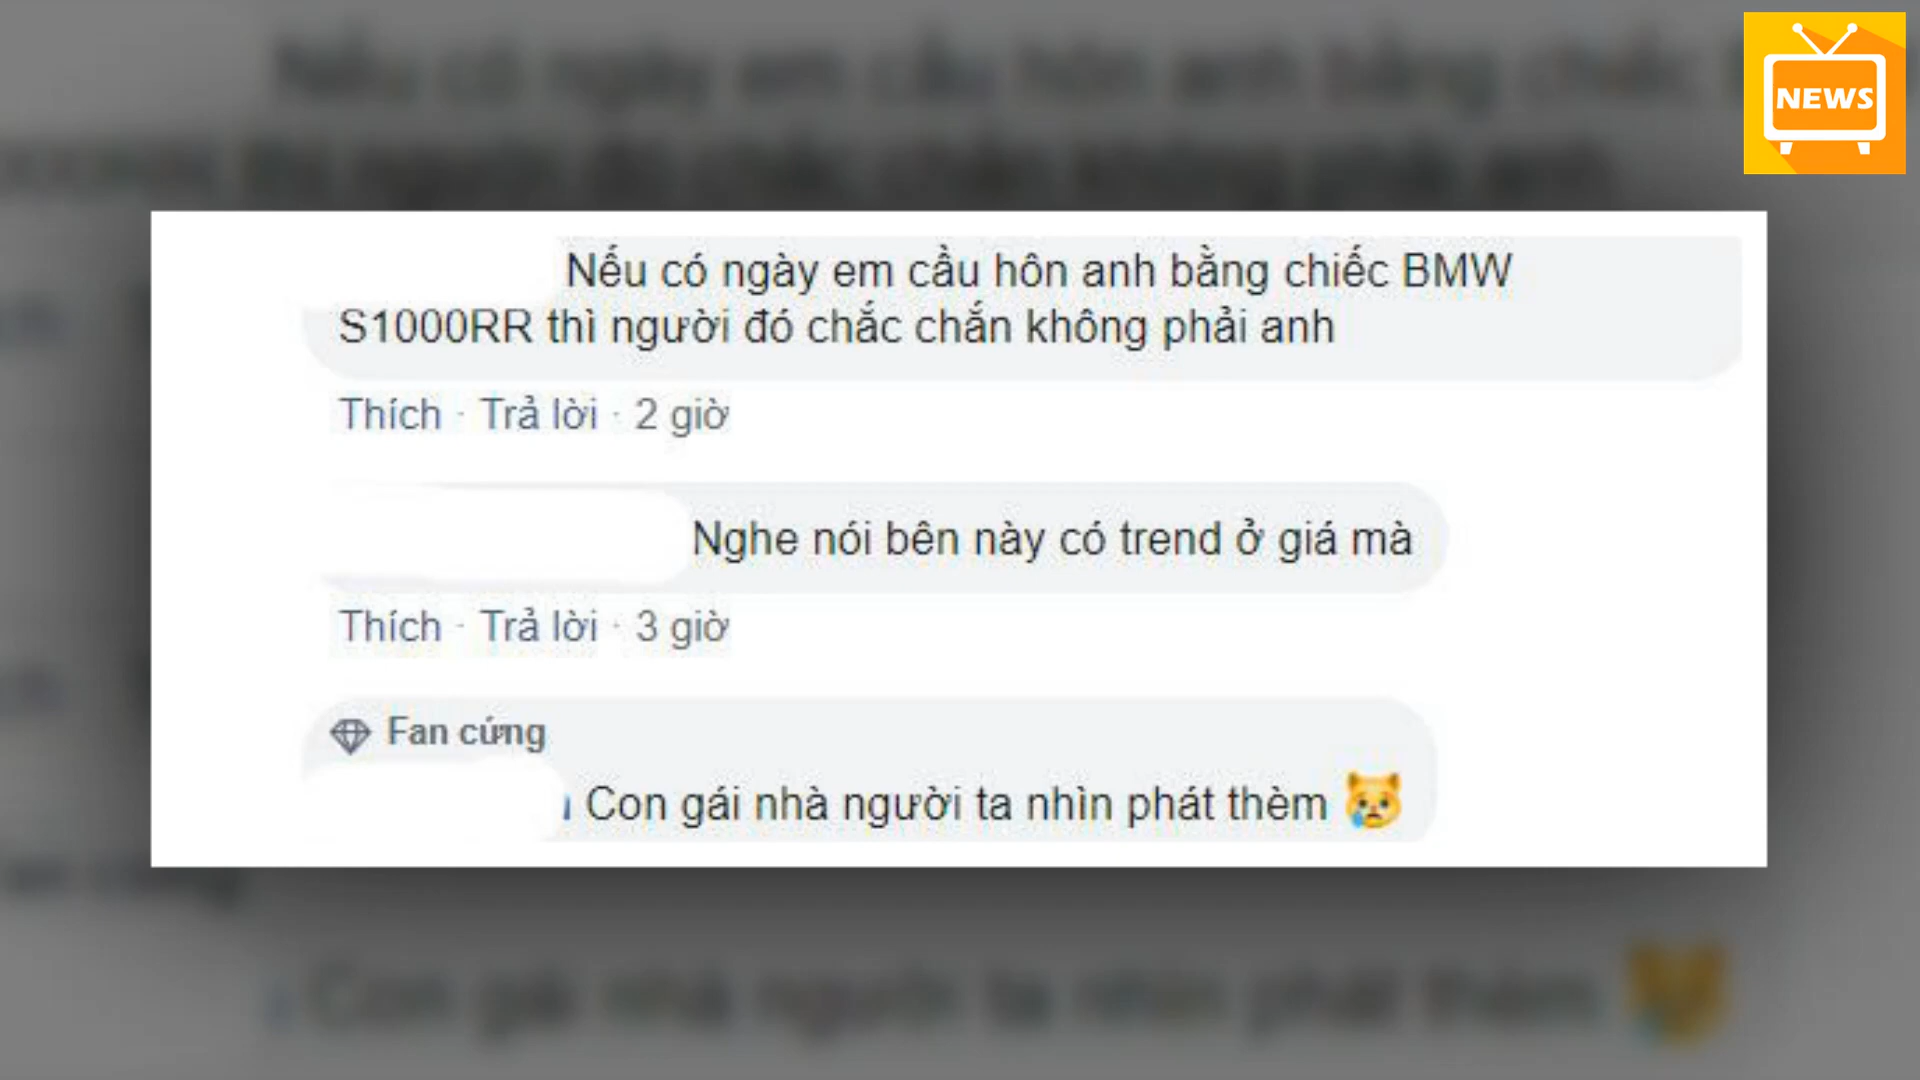 NEWS
Nếu có ngày em cầu hôn anh bằng chiếc BMW
S1000RR thì người đó chắc chắn không phải anh
Thích · Trả lời · 2 giờ
Nghe nói bên này có trend ở giá mà
Thích · Trả lời · 3 giờ
Fan cứng
Con gái nhà người ta nhìn phát thèm 😿